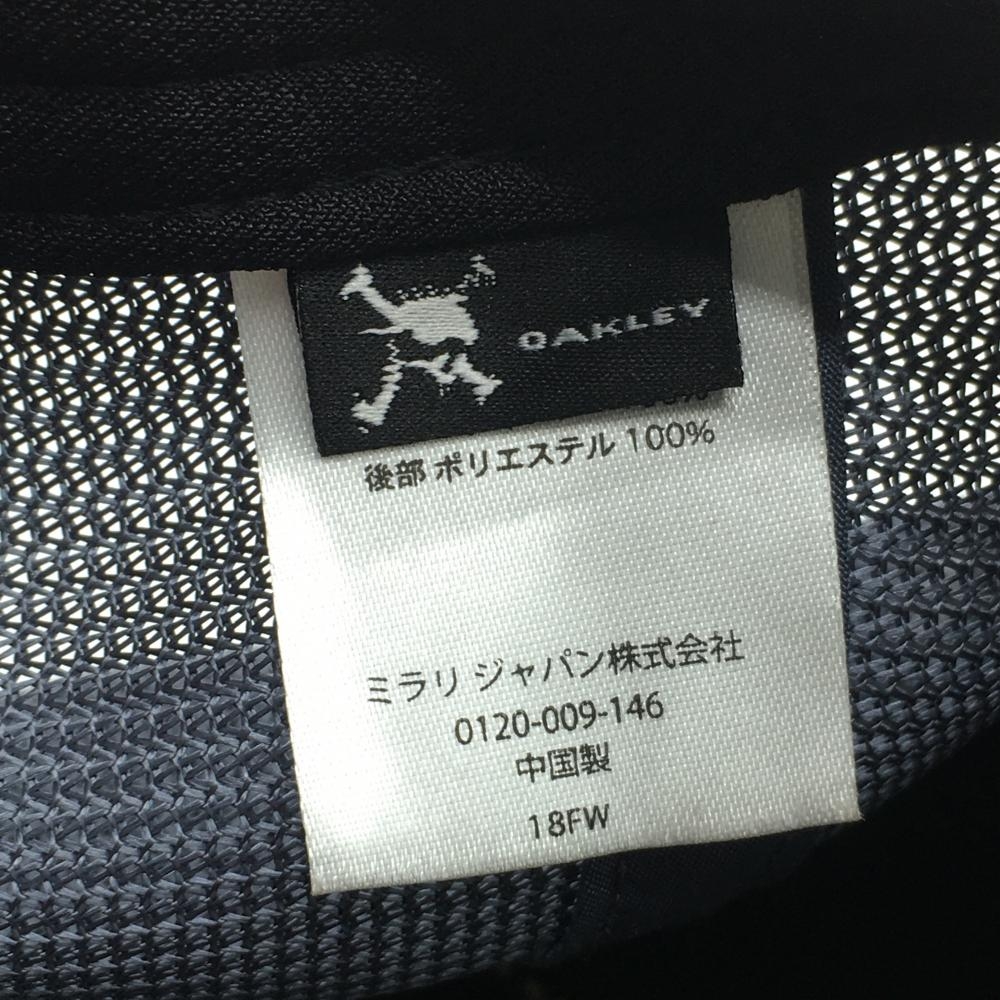 OAKLEY
後部 ポリエステル 100%
ミラリ ジャパン株式会社
0120-009-146
中国製
18FW